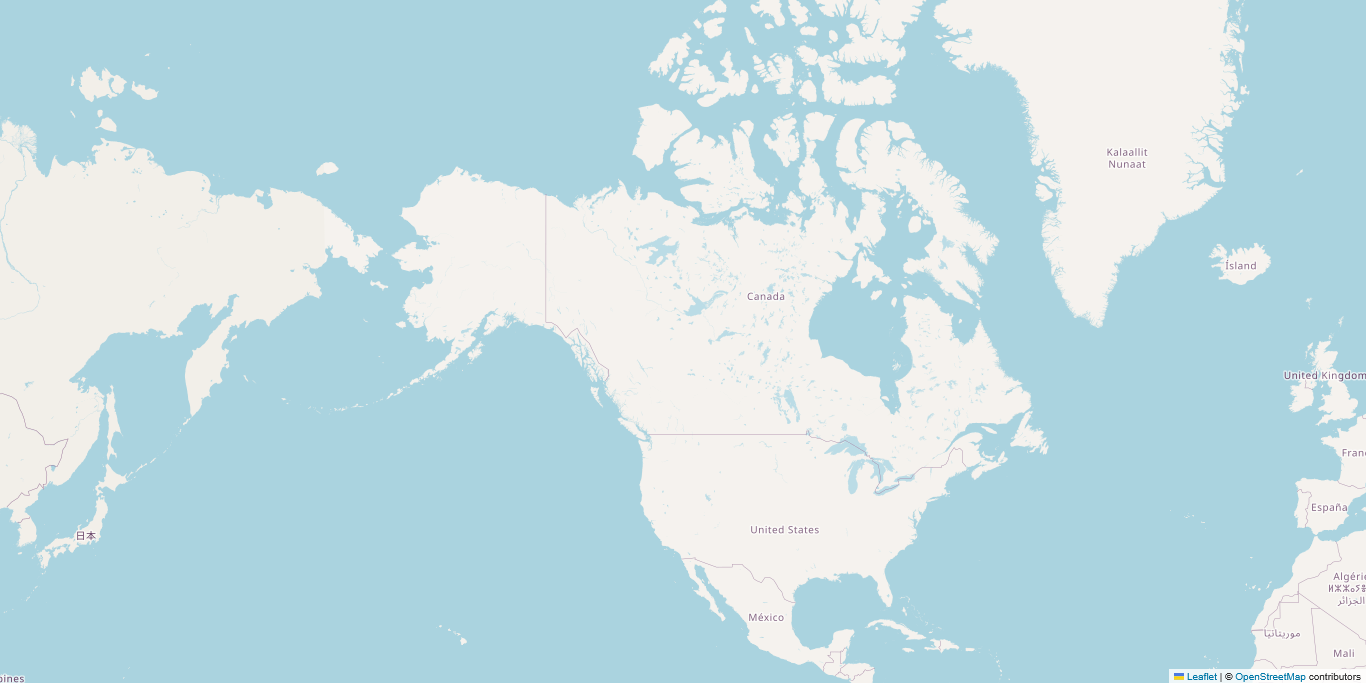 Kalaallit
Nunaat
Ísland
Canada
United Kingdom
Franc
España
United States
日本
México
Algérie
الجزائر
موريتانيا
Mali
pines
Leaflet | © OpenStreetMap contributors